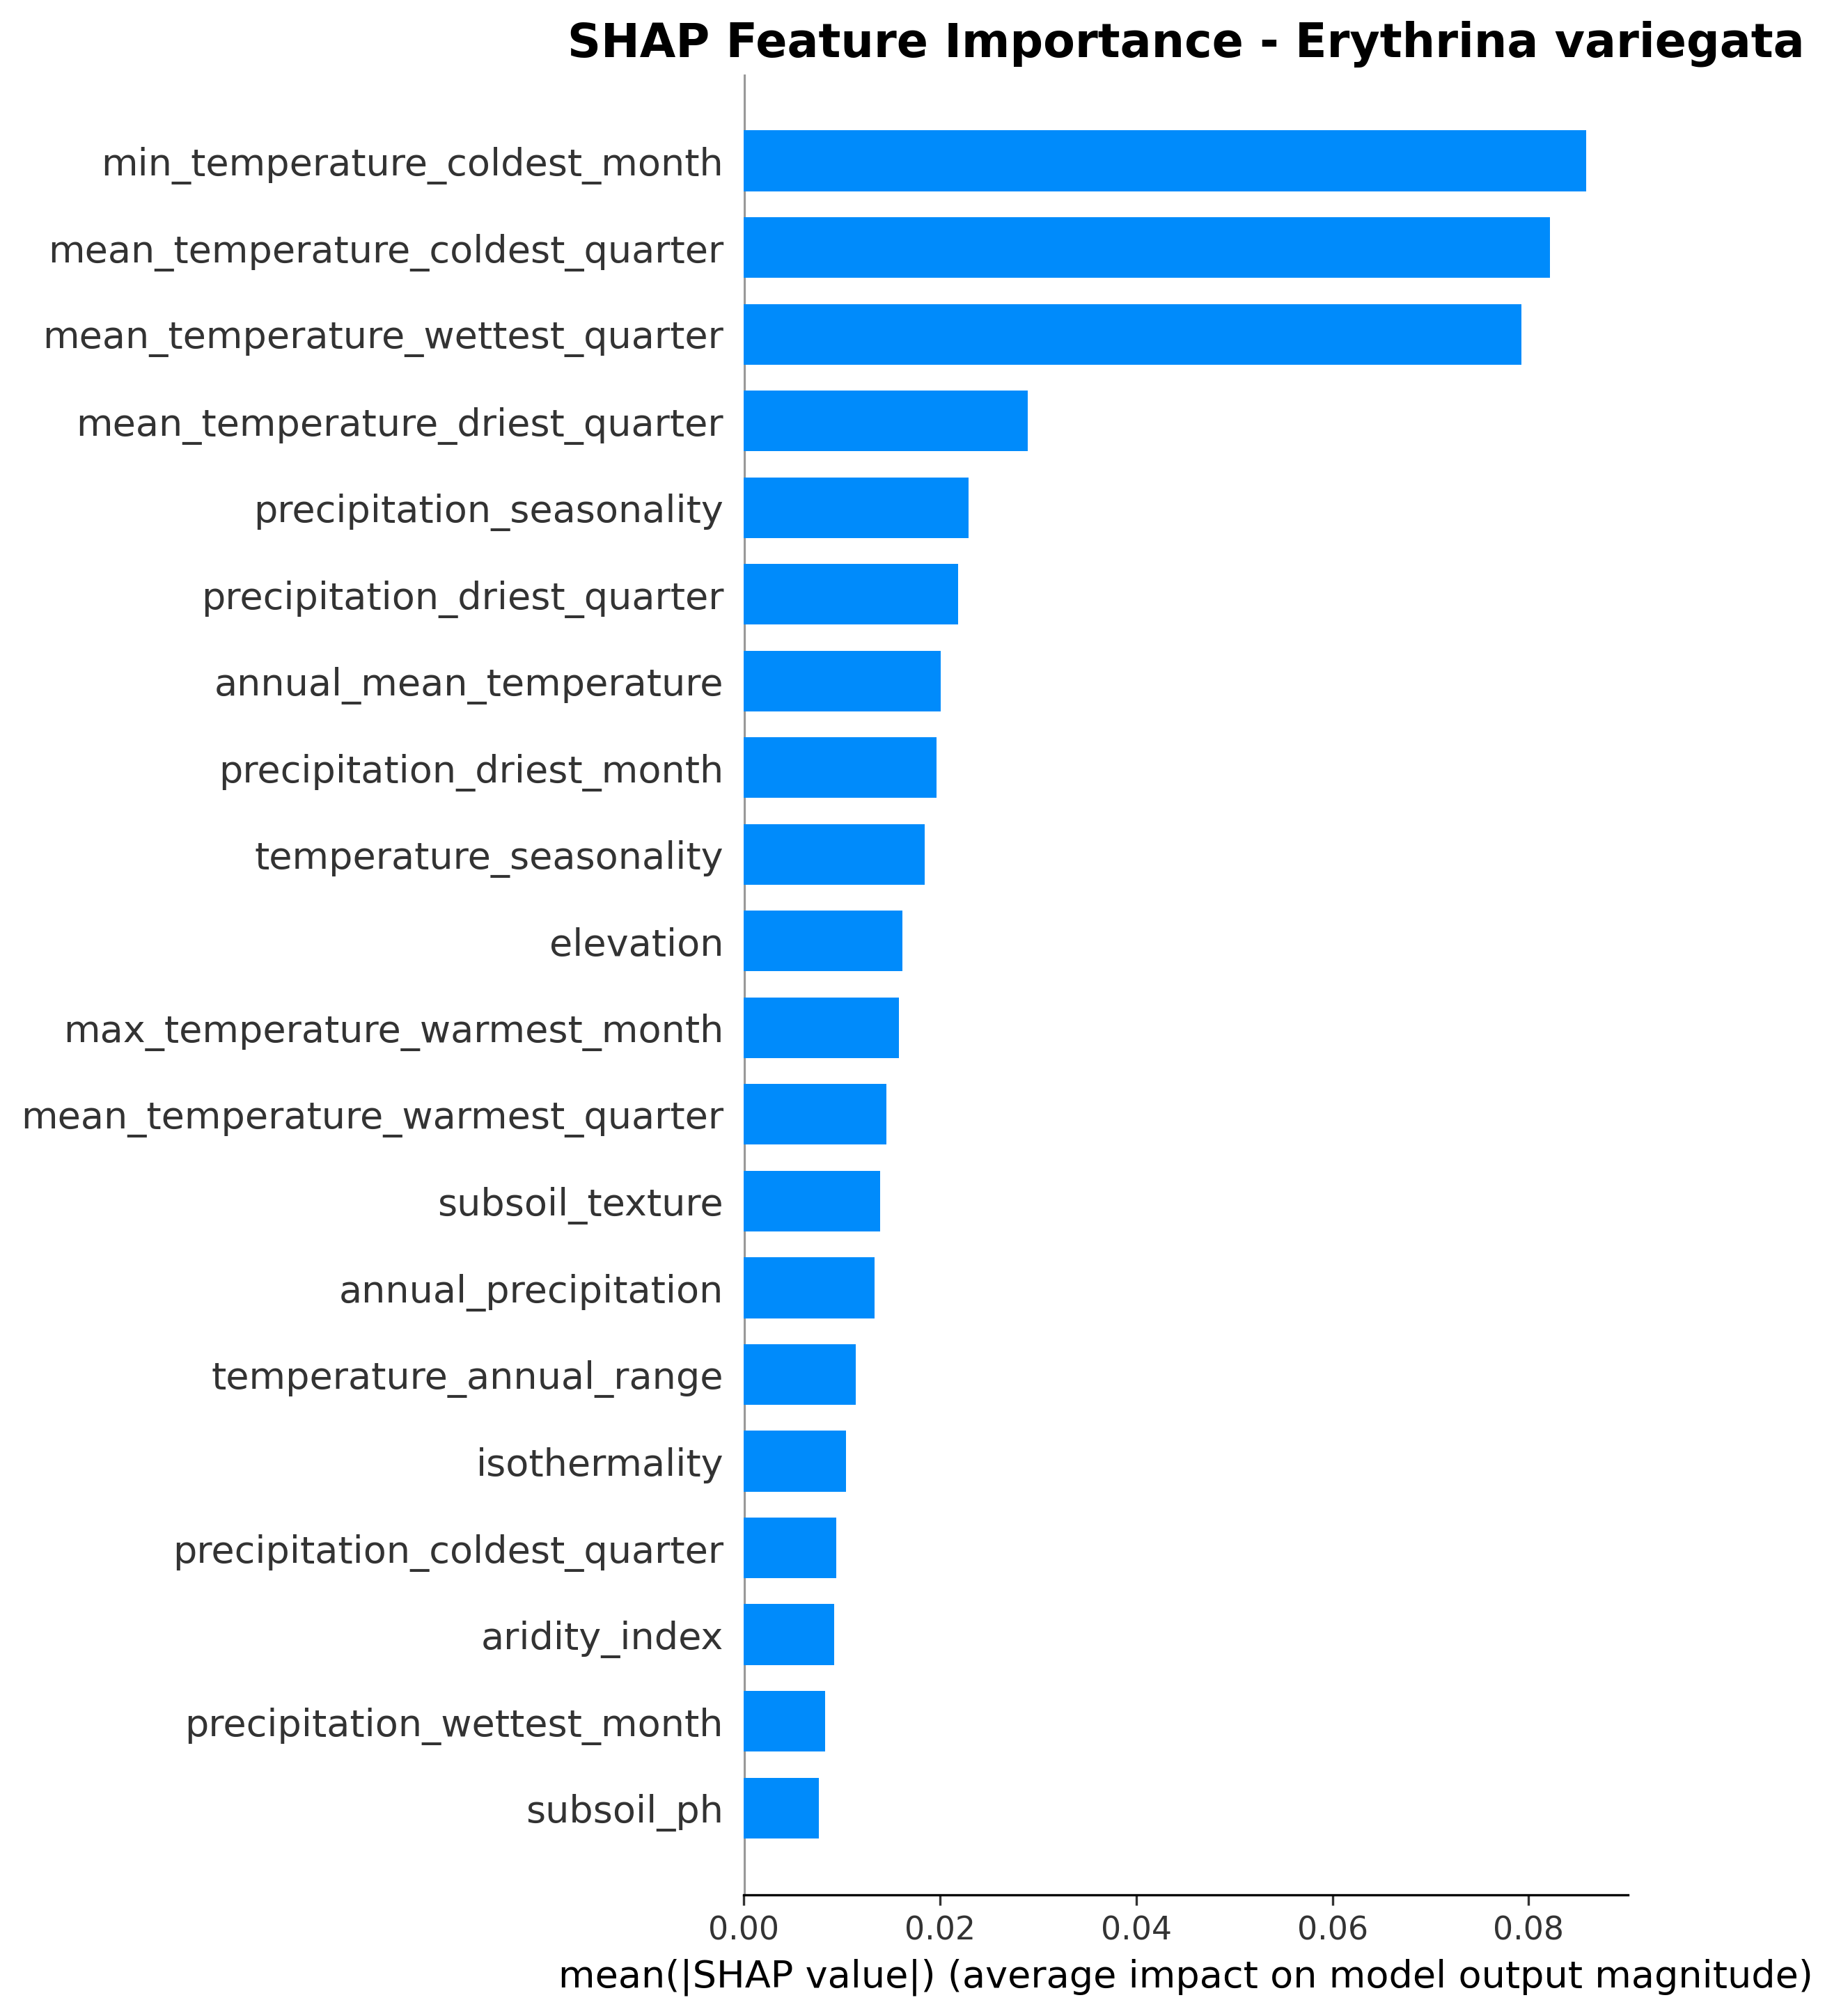 SHAP Feature Importance - Erythrina variegata
min_temperature_coldest_month
mean_temperature_coldest_quarter
mean_temperature_wettest_quarter
mean_temperature_driest_quarter
precipitation_seasonality
precipitation_driest_quarter
annual_mean_temperature
precipitation_driest_month
temperature_seasonality
elevation
max_temperature_warmest_month
mean_temperature_warmest_quarter
subsoil_texture
annual_precipitation
temperature_annual_range
isothermality
precipitation_coldest_quarter
aridity_index
precipitation_wettest_month
subsoil_ph
0.00 0.02 0.04 0.06 0.08
mean(|SHAP value|) (average impact on model output magnitude)